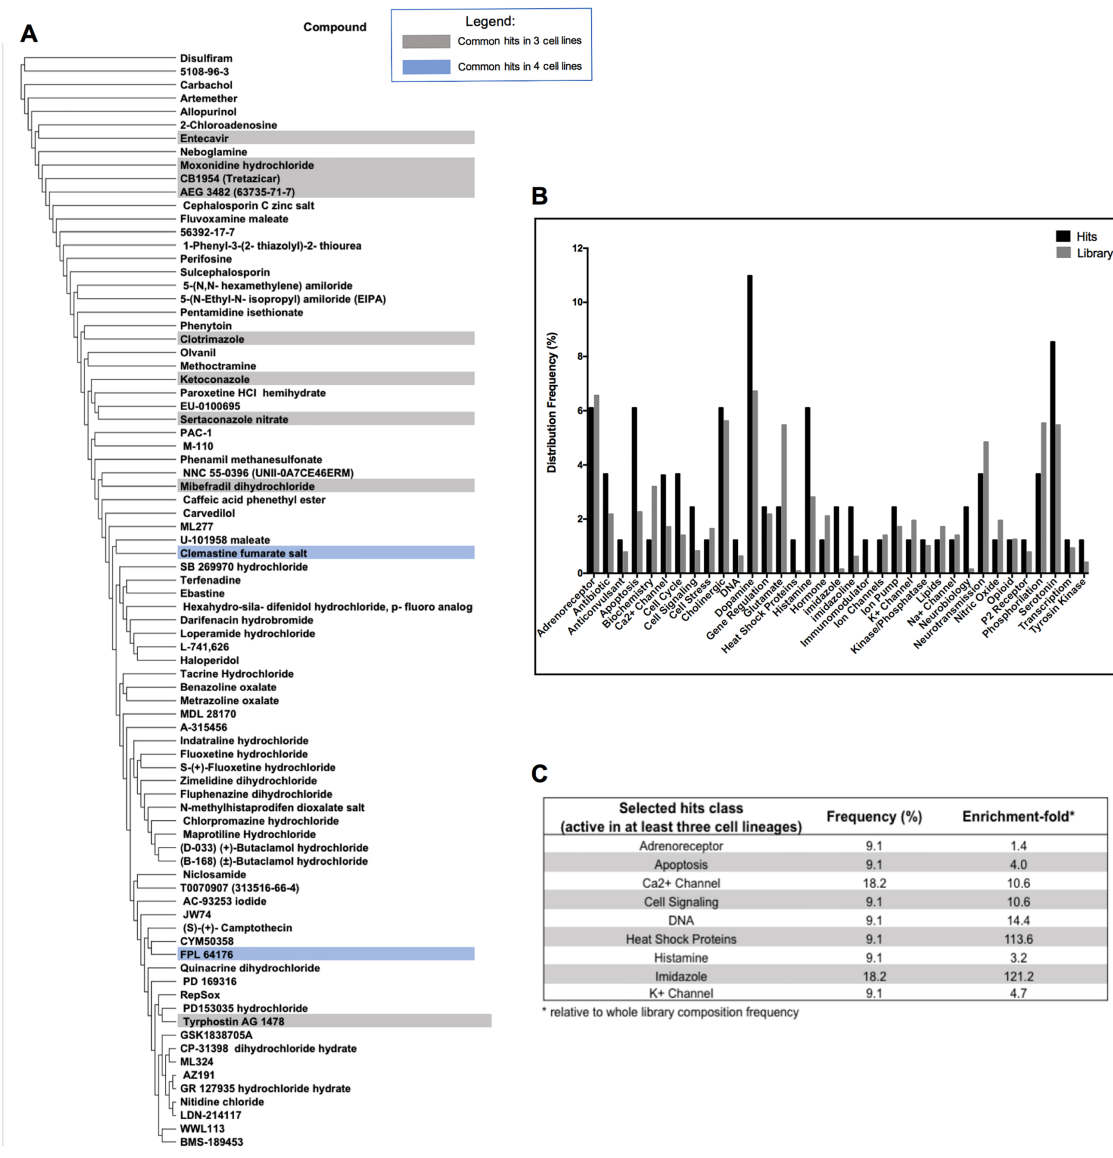 A
Compound
Legend:
Common hits in 3 cell lines
Common hits in 4 cell lines
Disulfiram
5108-96-3
Carbachol
Artemether
Allopurinol
2-Chloroadenosine
Entecavir
Neboglamine
Moxonidine hydrochloride
CB1954 (Tretazicar)
AEG 3482 (63735-71-7)
Cephalosporin C zinc salt
Fluvoxamine maleate
56392-17-7
1-Phenyl-3-(2- thiazolyl)-2- thiourea
Perifosine
Sulcephalosporin
5-(N,N- hexamethylene) amiloride
5-(N-Ethyl-N- isopropyl) amiloride (EIPA)
Pentamidine isethionate
Phenytoin
Clotrimazole
Olvanil
Methoctramine
Ketoconazole
Paroxetine HCl hemihydrate
EU-0100695
Sertaconazole nitrate
PAC-1
M-110
Phenamil methanesulfonate
NNC 55-0396 (UNII-0A7CE46ERM)
Mibefradil dihydrochloride
Caffeic acid phenethyl ester
Carvedilol
ML277
U-101958 maleate
Clemastine fumarate salt
SB 269970 hydrochloride
Terfenadine
Ebastine
Hexahydro-sila- difenidol hydrochloride, p- fluoro analog
Darifenacin hydrobromide
Loperamide hydrochloride
L-741,626
Haloperidol
Tacrine Hydrochloride
Benazoline oxalate
Metrazoline oxalate
MDL 28170
A-315456
Indatraline hydrochloride
Fluoxetine hydrochloride
S-(+)-Fluoxetine hydrochloride
Zimelidine dihydrochloride
Fluphenazine dihydrochloride
N-methylhistaprodifen dioxalate salt
Chlorpromazine hydrochloride
Maprotiline Hydrochloride
(D-033) (+)-Butaclamol hydrochloride
(B-168) (±)-Butaclamol hydrochloride
Niclosamide
T0070907 (313516-66-4)
AC-93253 iodide
JW74
(S)-(+)- Camptothecin
CYM50358
FPL 64176
Quinacrine dihydrochloride
PD 169316
RepSox
PD153035 hydrochloride
Tyrphostin AG 1478
GSK1838705A
CP-31398 dihydrochloride hydrate
ML324
AZ191
GR 127935 hydrochloride hydrate
Nitidine chloride
LDN-214117
WWL113
BMS-189453
B
Hits
Library
Distribution Frequency (%)
12
10
8
6
4
2
0
Adrenoreceptor
Antibiotic
Anticonvulsant
Apoptosis
Biochemistry
Ca2+ Channel
Cell Cycle
Cell Signaling
Cell Stress
Cholinergic
DNA
Dopamine
Gene Regulation
Glutamate
Heat Shock Proteins
Histamine
Hormone
Imidazole
imidazoline
Immunomodulator
Ion Channels
Ion Pump
K+ Channel
Kinase/Phosphatase
Lipids
Na+ Channel
Neurobiology
Neurotransmission
Nitric Oxide
Opioid
P2 Receptor
Phosphorilation
Serotonin
Transcriptiom
Tyrosin Kinase
C
Selected hits class
(active in at least three cell lineages) Frequency (%) Enrichment-fold*
Adrenoreceptor 9.1 1.4
Apoptosis 9.1 4.0
Ca2+ Channel 18.2 10.6
Cell Signaling 9.1 10.6
DNA 9.1 14.4
Heat Shock Proteins 9.1 113.6
Histamine 9.1 3.2
Imidazole 18.2 121.2
K+ Channel 9.1 4.7
* relative to whole library composition frequency